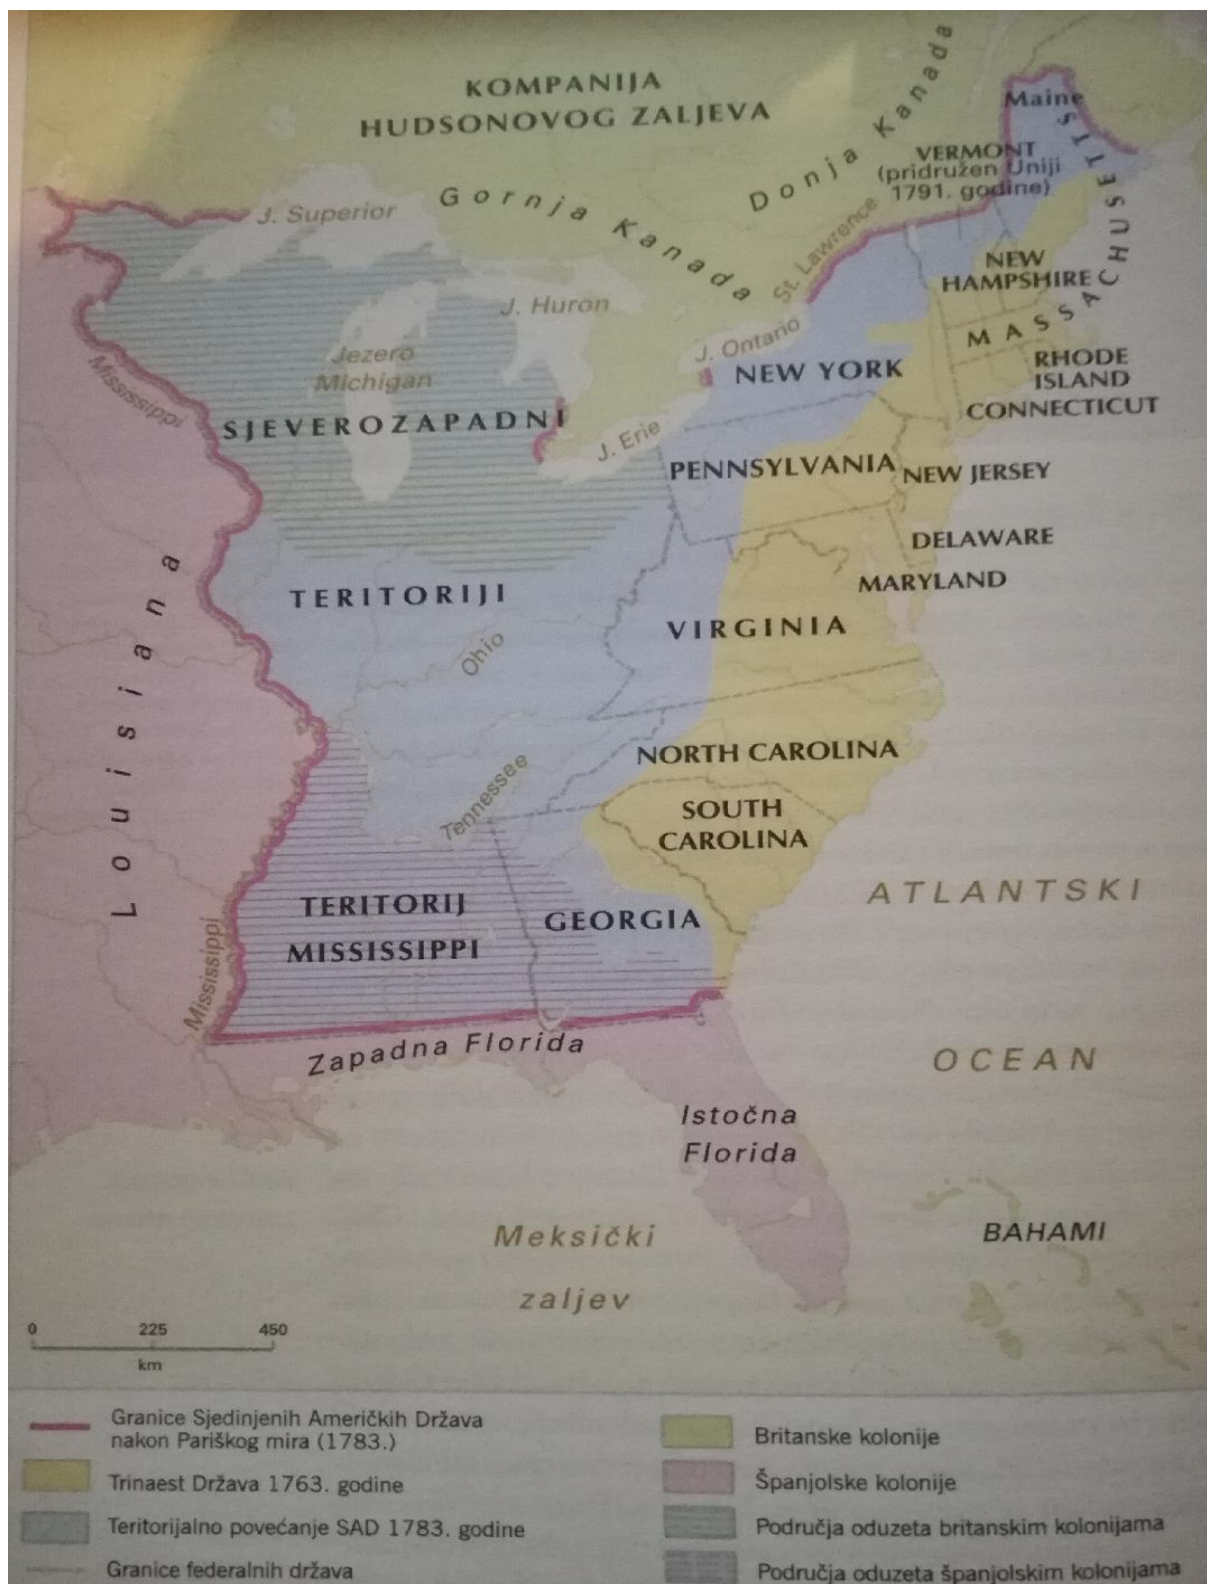 KOMPANIJA
HUDSONOVOG ZALJEVA
Gornja Kanada
Donja Kanada
Maine
VERMONT
(pridružen Uniji
1791. godine)
J. Superior
St. Lawrence
NEW
HAMPSHIRE
MASSACHUSETTS
J. Huron
J. Ontario
Jezero
Michigan
Mississippi
NEW YORK
RHODE
ISLAND
CONNECTICUT
SJEVEROZAPADNI
J. Erie
PENNSYLVANIA
NEW JERSEY
DELAWARE
MARYLAND
TERITORIJI
Ohio
VIRGINIA
Louisiana
NORTH CAROLINA
Tennessee
SOUTH
CAROLINA
TERITORIJ
MISSISSIPPI
GEORGIA
ATLANTSKI
Mississippi
Zapadna Florida
OCEAN
Istočna
Florida
Meksički
zaljev
BAHAMI
0 225 450
km
Granice Sjedinjenih Američkih Država
nakon Pariškog mira (1783.)
Trinaest Država 1763. godine
Teritorijalno povećanje SAD 1783. godine
Granice federalnih država
Britanske kolonije
Španjolske kolonije
Područja oduzeta britanskim kolonijama
Područja oduzeta španjolskim kolonijama